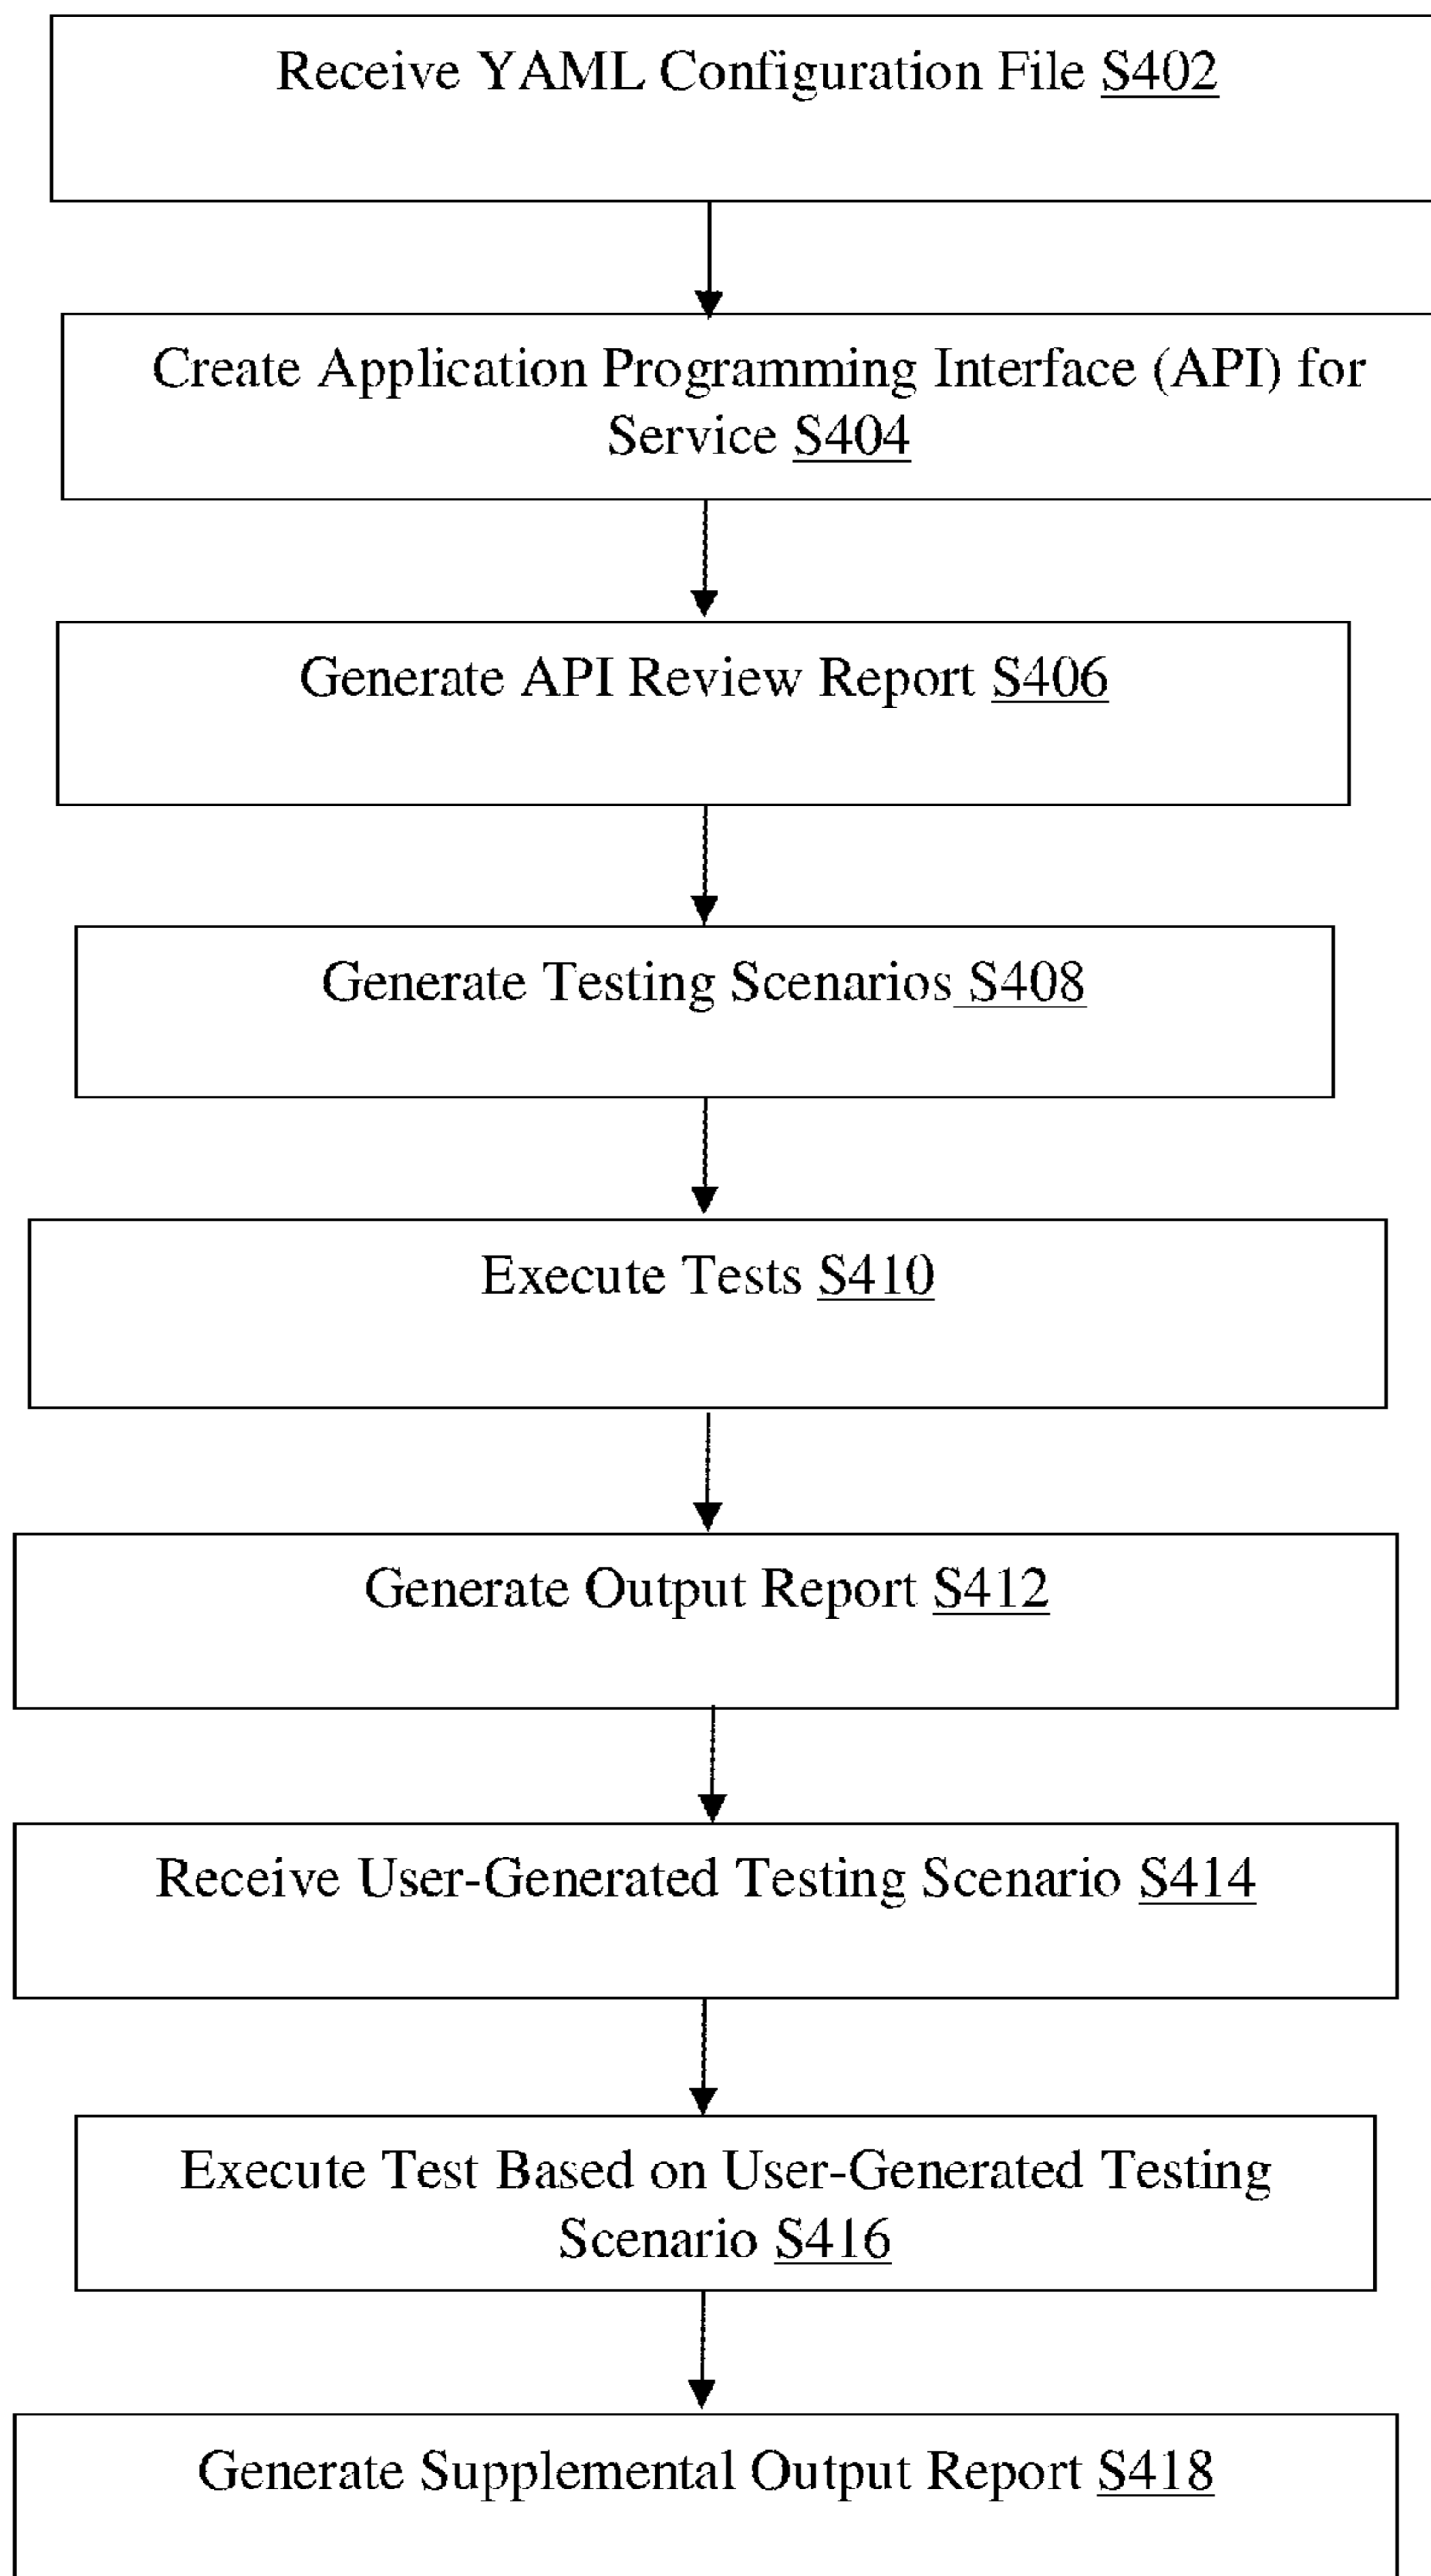 Receive YAML Configuration File S402
Create Application Programming Interface (API) for
Service S404
Generate API Review Report S406
Generate Testing Scenarios S408
Execute Tests S410
Generate Output Report S412
Receive User-Generated Testing Scenario S414
Execute Test Based on User-Generated Testing
Scenario S416
Generate Supplemental Output Report S418